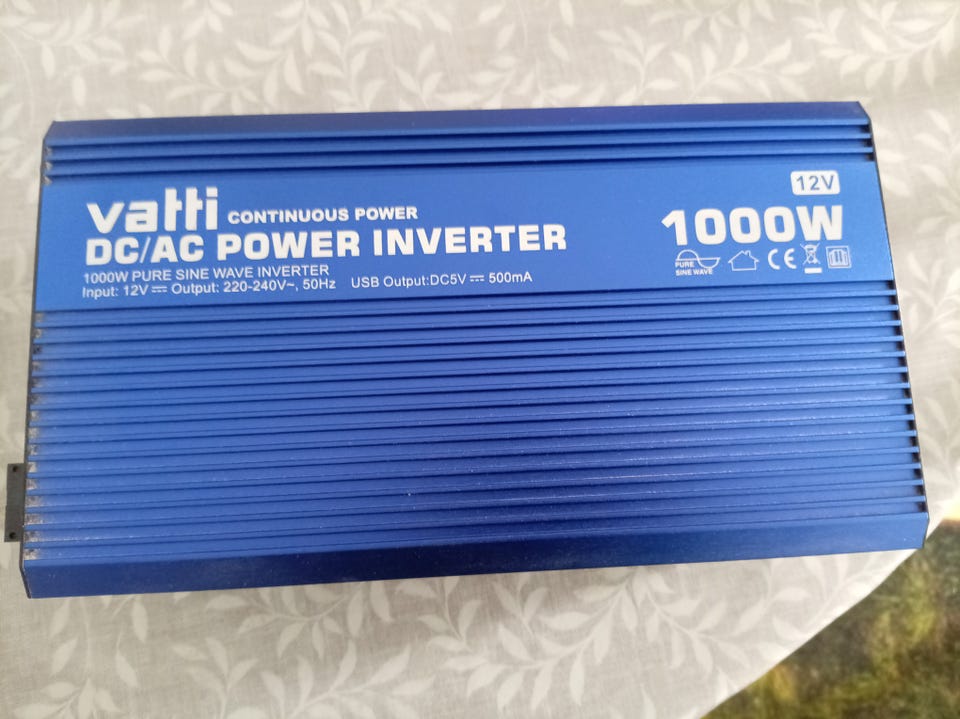 12V
vatti CONTINUOUS POWER
1000W
DC/AC POWER INVERTER
1000W PURE SINE WAVE INVERTER
Input: 12V ⎓ Output: 220-240V~, 50Hz USB Output:DC5V ⎓ 500mA
PURE
SINE WAVE
CE